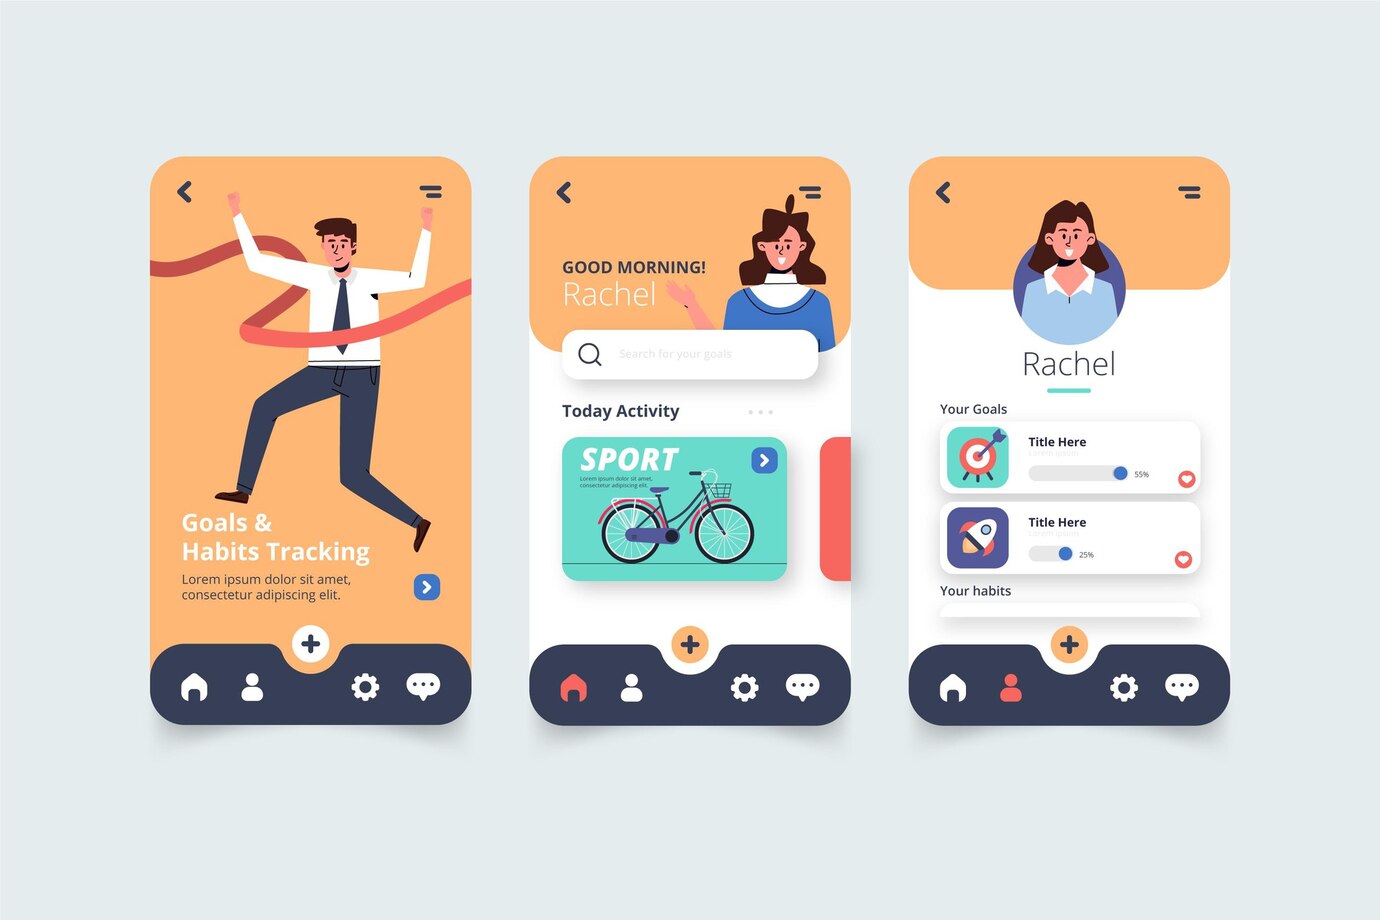 Goals &
Habits Tracking
Lorem ipsum dolor sit amet,
consectetur adipiscing elit.
GOOD MORNING!
Rachel
Search for your goals
Today Activity
SPORT
Lorem ipsum dolor sit amet,
consectetur adipiscing elit.
Rachel
Your Goals
Title Here
Lorem ipsum
55%
Title Here
25%
Your habits